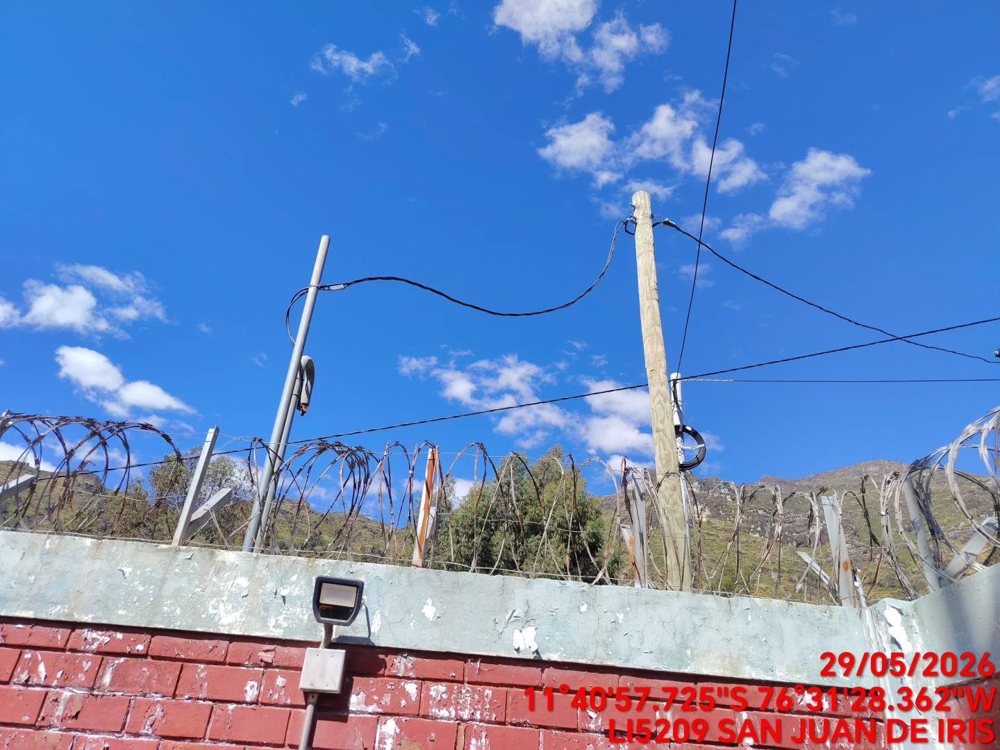 29/05/2026
11°40'57.725"S 76°31'28.362"W
LI5209 SAN JUAN DE IRIS